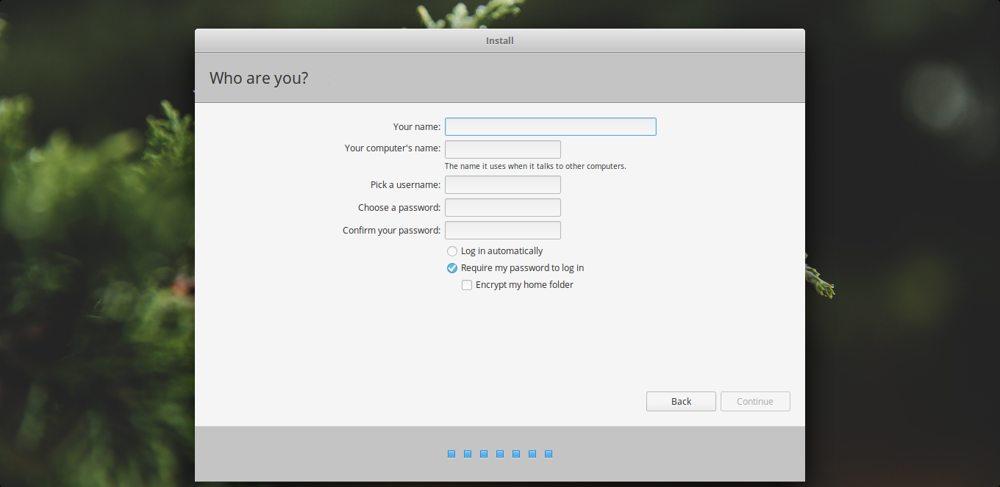 Install
Who are you?
Your name:
Your computer's name:
The name it uses when it talks to other computers.
Pick a username:
Choose a password:
Confirm your password:
Log in automatically
Require my password to log in
Encrypt my home folder
Back Continue